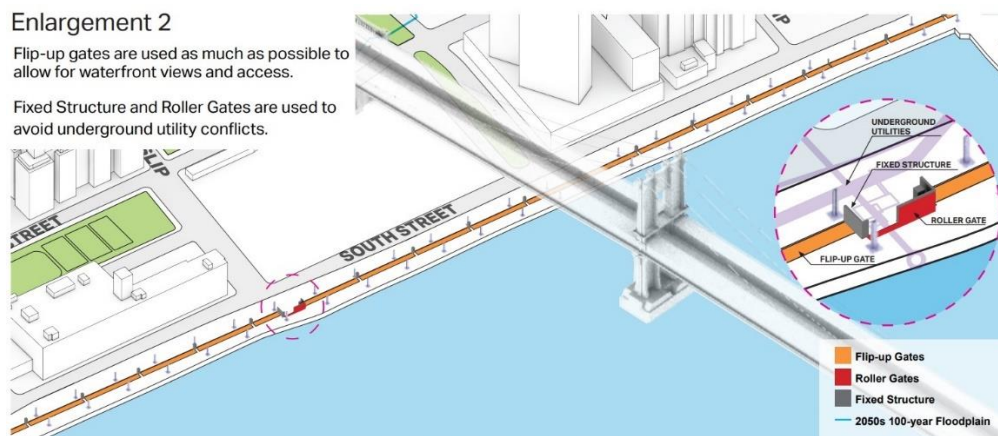 Enlargement 2
Flip-up gates are used as much as possible to
allow for waterfront views and access.
Fixed Structure and Roller Gates are used to
avoid underground utility conflicts.
SLIP
STREET
SOUTH STREET
UNDERGROUND
UTILITIES
FIXED STRUCTURE
ROLLER GATE
FLIP-UP GATE
Flip-up Gates
Roller Gates
Fixed Structure
2050s 100-year Floodplain